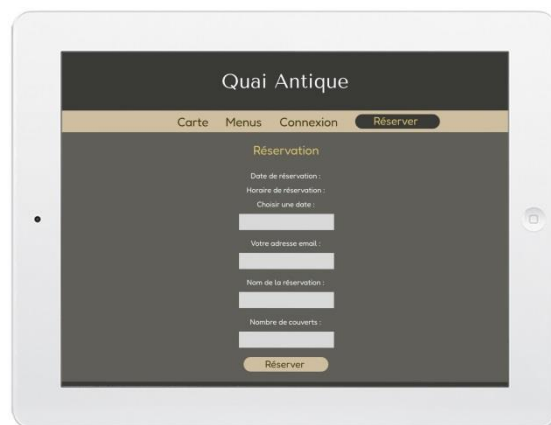 Quai Antique
Carte Menus Connexion Réserver
Réservation
Date de réservation :
Horaire de réservation :
Choisir une date :
Votre adresse email :
Nom de la réservation :
Nombre de couverts :
Réserver